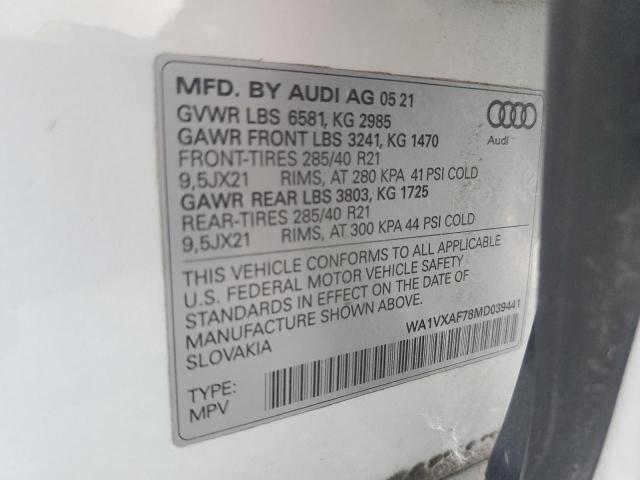 MFD. BY AUDI AG 05 21
GVWR LBS 6581, KG 2985
GAWR FRONT LBS 3241, KG 1470
FRONT-TIRES 285/40 R21
9,5JX21 RIMS, AT 280 KPA 41 PSI COLD
GAWR REAR LBS 3803, KG 1725
REAR-TIRES 285/40 R21
9,5JX21 RIMS, AT 300 KPA 44 PSI COLD
Audi
THIS VEHICLE CONFORMS TO ALL APPLICABLE
U.S. FEDERAL MOTOR VEHICLE SAFETY
STANDARDS IN EFFECT ON THE DATE OF
MANUFACTURE SHOWN ABOVE.
SLOVAKIA
WA1VXAF78MD039441
TYPE:
MPV